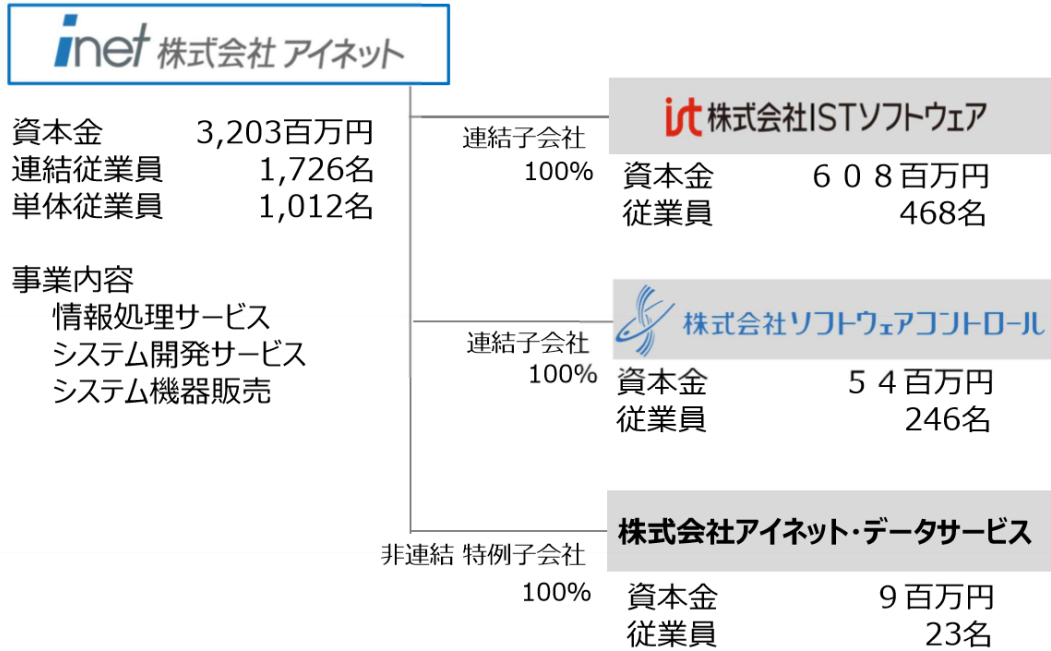 inet 株式会社 アイネット
資本金 3,203百万円
連結従業員 1,726名
単体従業員 1,012名
事業内容
情報処理サービス
システム開発サービス
システム機器販売
連結子会社
100%
ist 株式会社ISTソフトウェア
資本金 608百万円
従業員 468名
連結子会社
100%
株式会社ソフトウェアコントロール
資本金 54百万円
従業員 246名
非連結 特例子会社
100%
株式会社アイネット・データサービス
資本金 9百万円
従業員 23名